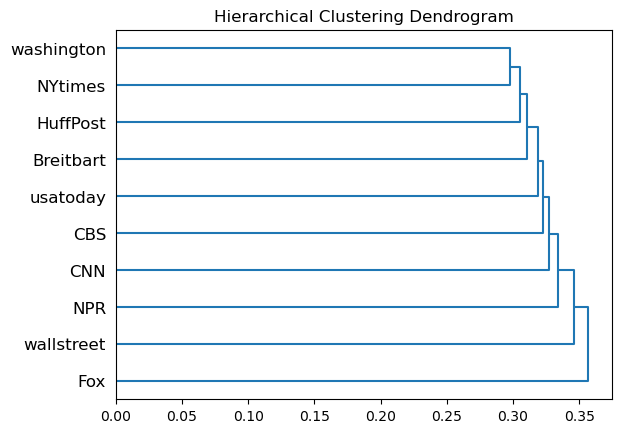 Hierarchical Clustering Dendrogram
washington
NYtimes
HuffPost
Breitbart
usatoday
CBS
CNN
NPR
wallstreet
Fox
0.00 0.05 0.10 0.15 0.20 0.25 0.30 0.35